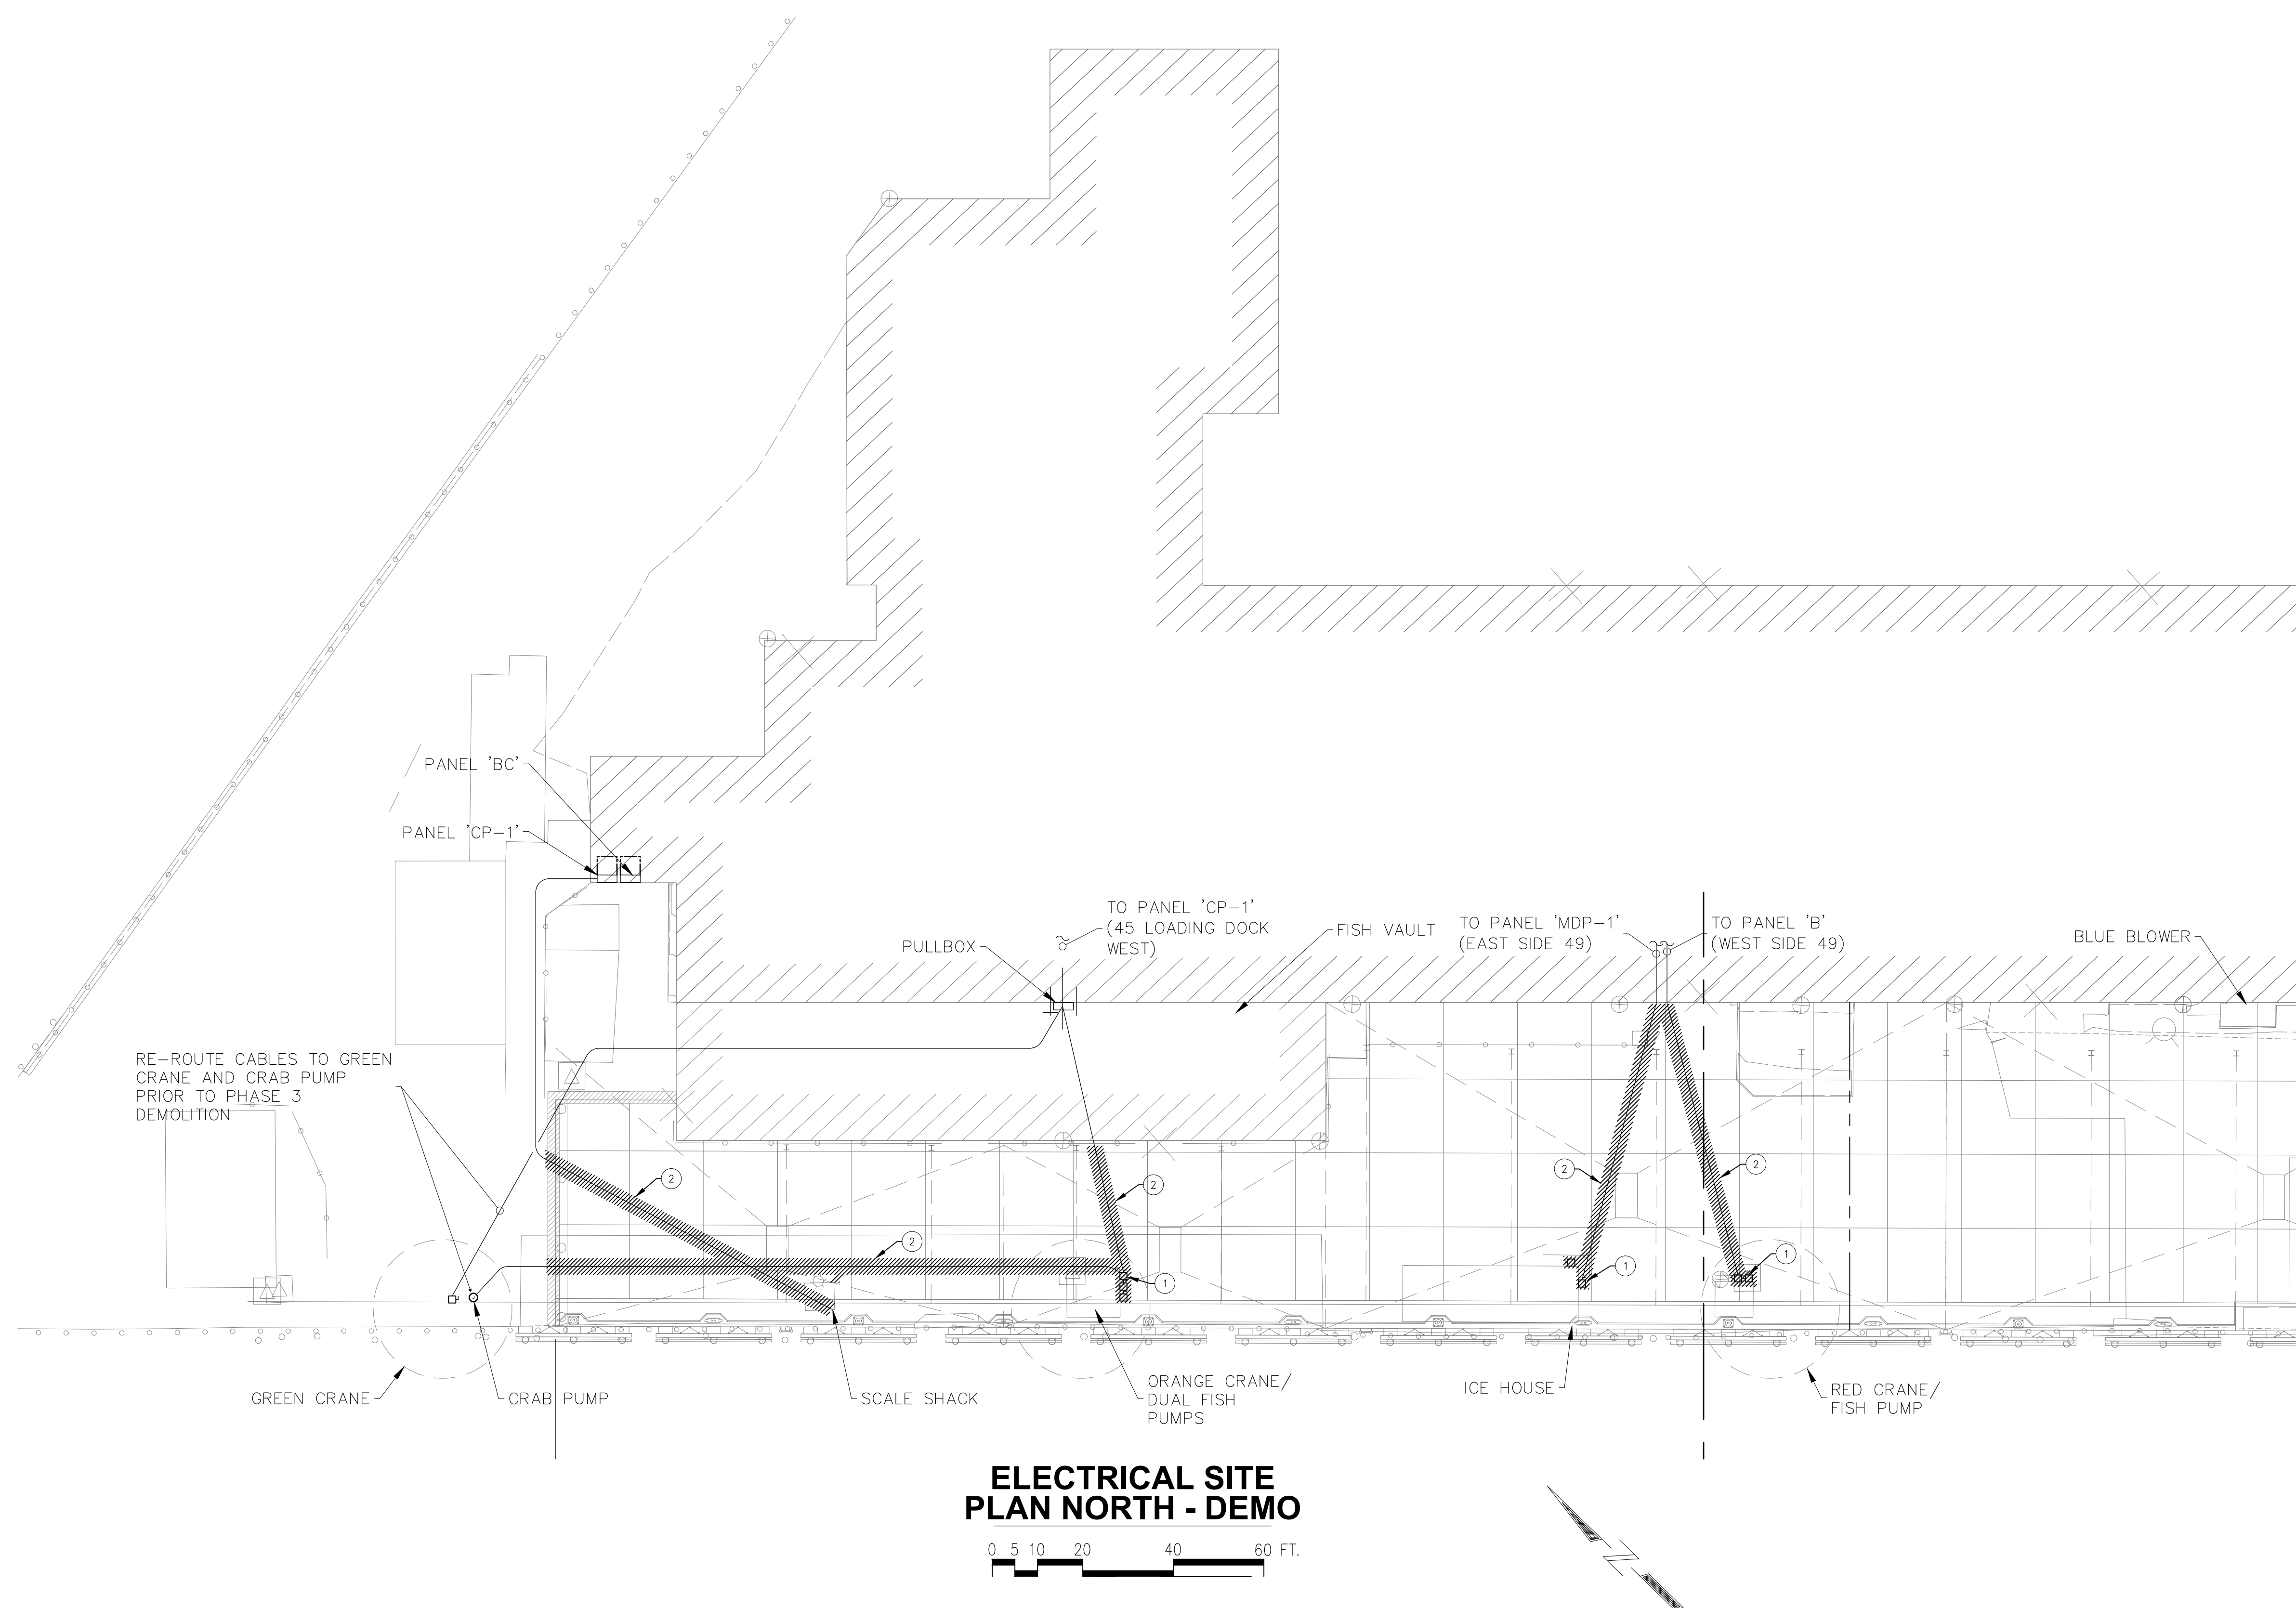 PANEL 'BC'
PANEL 'CP-1'
TO PANEL 'CP-1'
(45 LOADING DOCK
WEST)
PULLBOX
FISH VAULT
TO PANEL 'MDP-1'
(EAST SIDE 49)
TO PANEL 'B'
(WEST SIDE 49)
BLUE BLOWER
RE-ROUTE CABLES TO GREEN
CRANE AND CRAB PUMP
PRIOR TO PHASE 3
DEMOLITION
2
2
2
2
2
1
1
1
GREEN CRANE
CRAB PUMP
SCALE SHACK
ORANGE CRANE/
DUAL FISH
PUMPS
ICE HOUSE
RED CRANE/
FISH PUMP
ELECTRICAL SITE
PLAN NORTH - DEMO
0 5 10 20 40 60 FT.
N